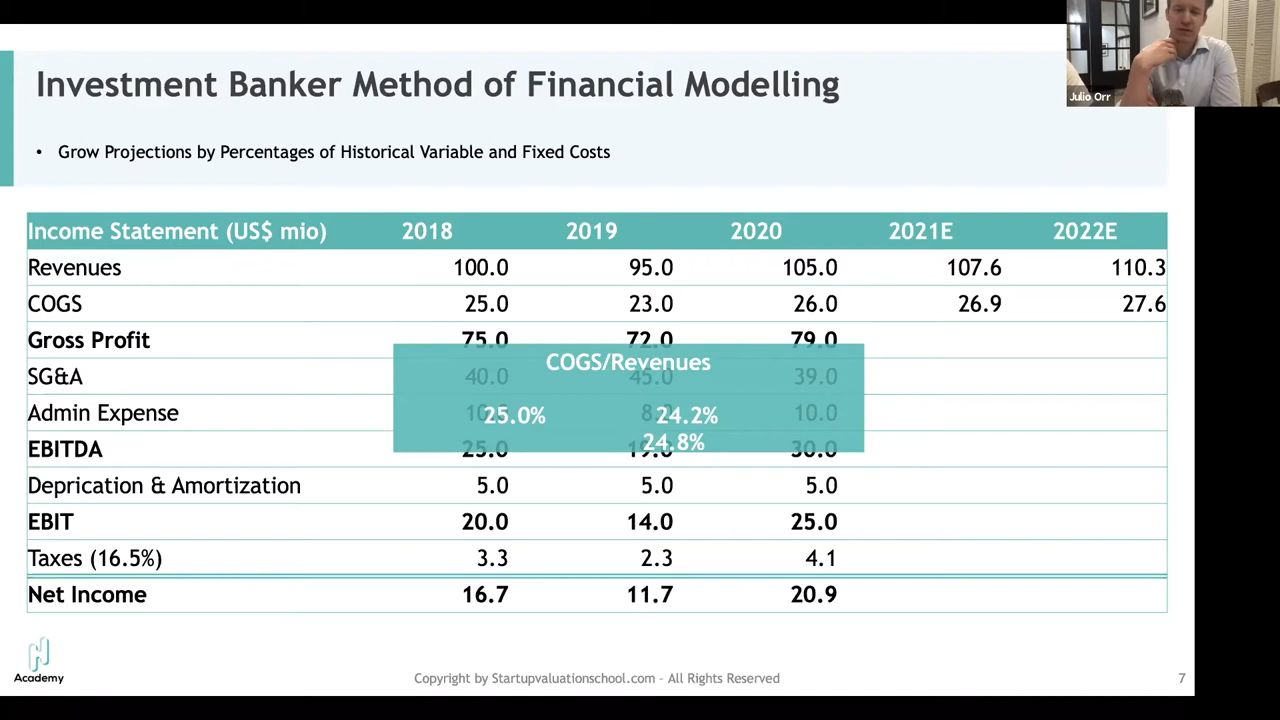 Investment Banker Method of Financial Modelling
Julio Orr
• Grow Projections by Percentages of Historical Variable and Fixed Costs
Income Statement (US$ mio) 2018 2019 2020 2021E 2022E
Revenues 100.0 95.0 105.0 107.6 110.3
COGS 25.0 23.0 26.0 26.9 27.6
Gross Profit 75.0 72.0 79.0
COGS/Revenues
SG&A 40.0 45.0 39.0
Admin Expense 8.0 10.0
25.0% 24.2%
24.8%
EBITDA 25.0 19.0 30.0
Deprication & Amortization 5.0 5.0 5.0
EBIT 20.0 14.0 25.0
Taxes (16.5%) 3.3 2.3 4.1
Net Income 16.7 11.7 20.9
Academy
Copyright by Startupvaluationschool.com – All Rights Reserved
7